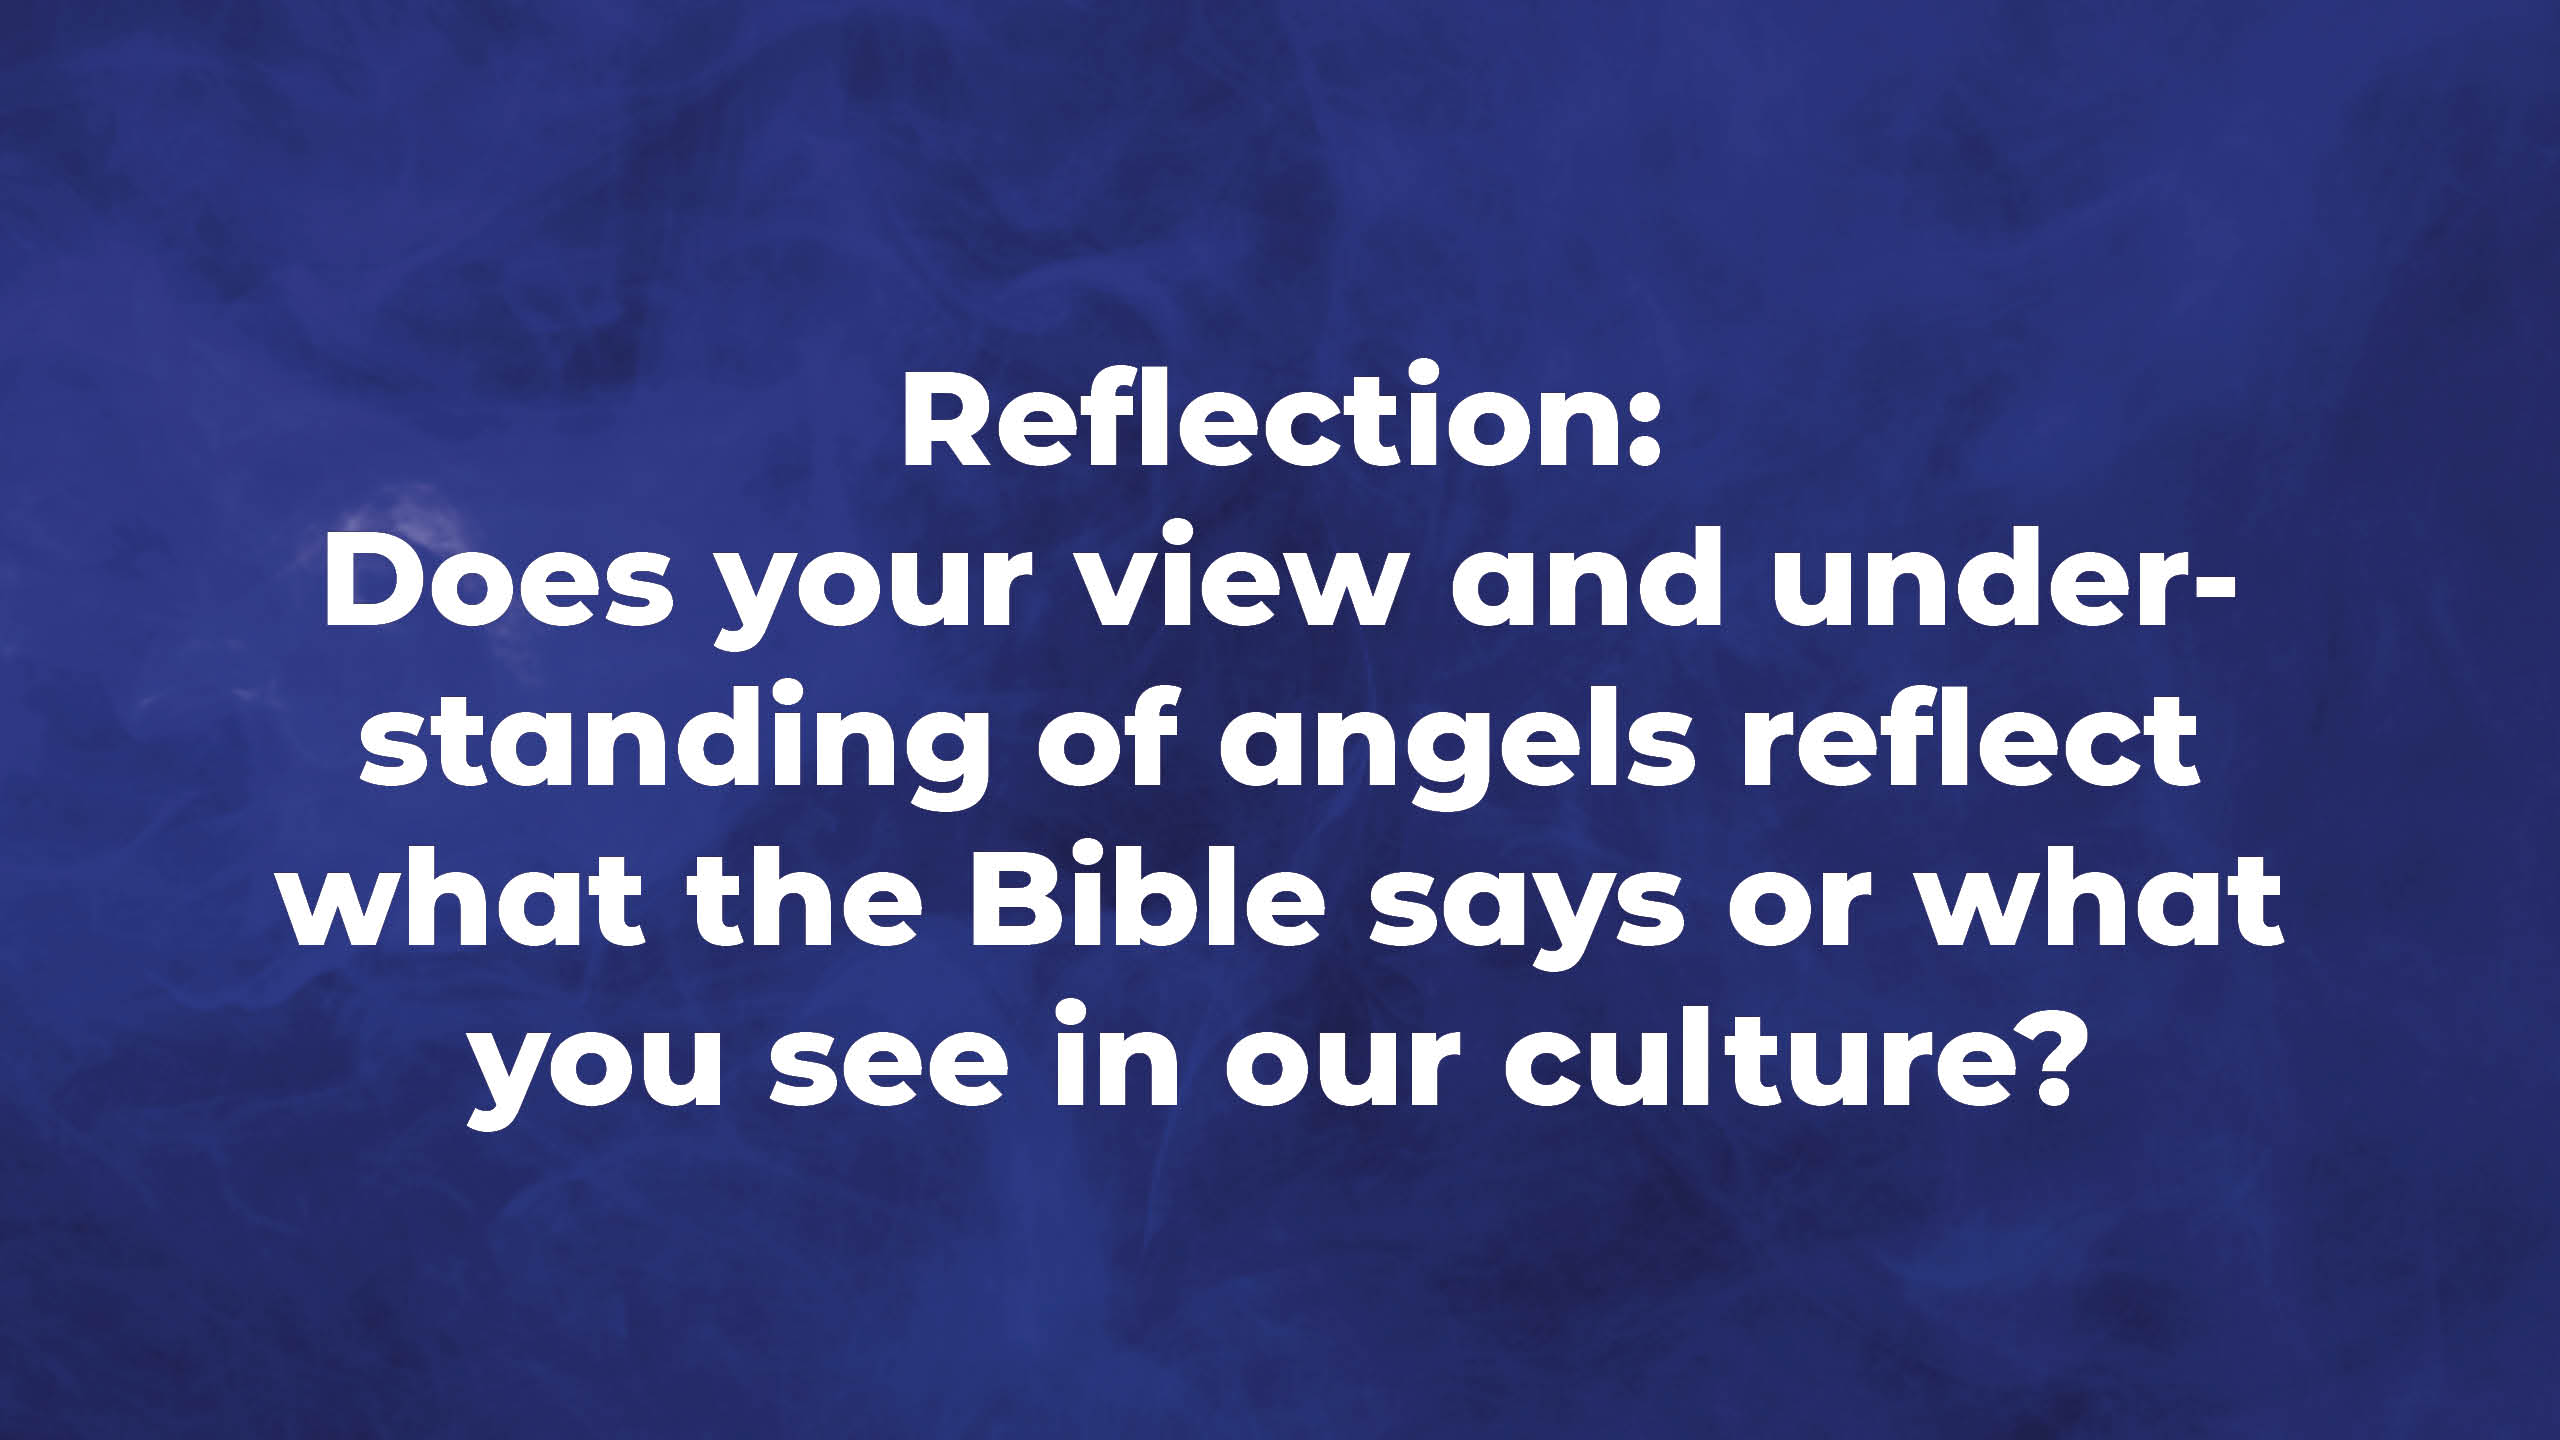 Reflection:
Does your view and under-
standing of angels reflect
what the Bible says or what
you see in our culture?